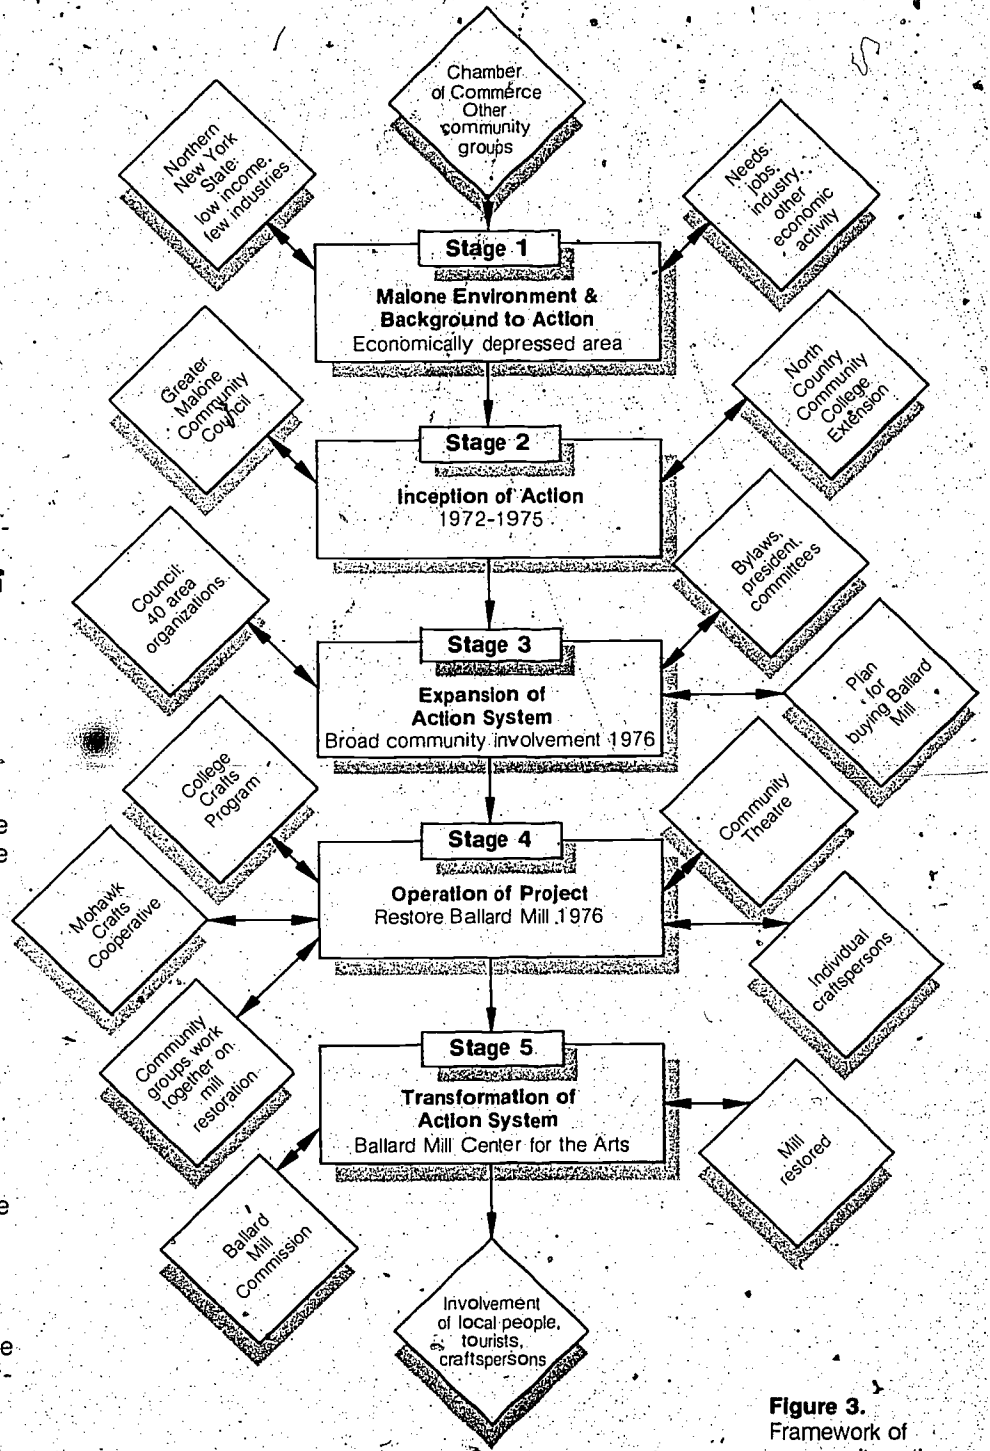 Chamber
of Commerce
Other
community
groups
Northern
New York
State:
low income,
few industries
Needs:
jobs,
industry,
other
economic
activity
Stage 1
Malone Environment &
Background to Action
Economically depressed area
Greater
Malone
Community
Council
North
Country
Community
College
Extension
Stage 2
Inception of Action
1972-1975
Council:
40 area
organizations
Bylaws,
president,
committees
Stage 3
Expansion of
Action System
Broad community involvement 1976
Plan
for
buying Ballard
Mill
College
Crafts
Program
Community
Theatre
Stage 4
Operation of Project
Restore Ballard Mill 1976
Mohawk
Crafts
Cooperative
Individual
craftspersons
Community
groups work
together on
mill
restoration
Stage 5
Transformation of
Action System
Ballard Mill Center for the Arts
Mill
restored
Ballard
Mill
Commission
Involvement
of local people,
tourists,
craftspersons
Figure 3.
Framework of